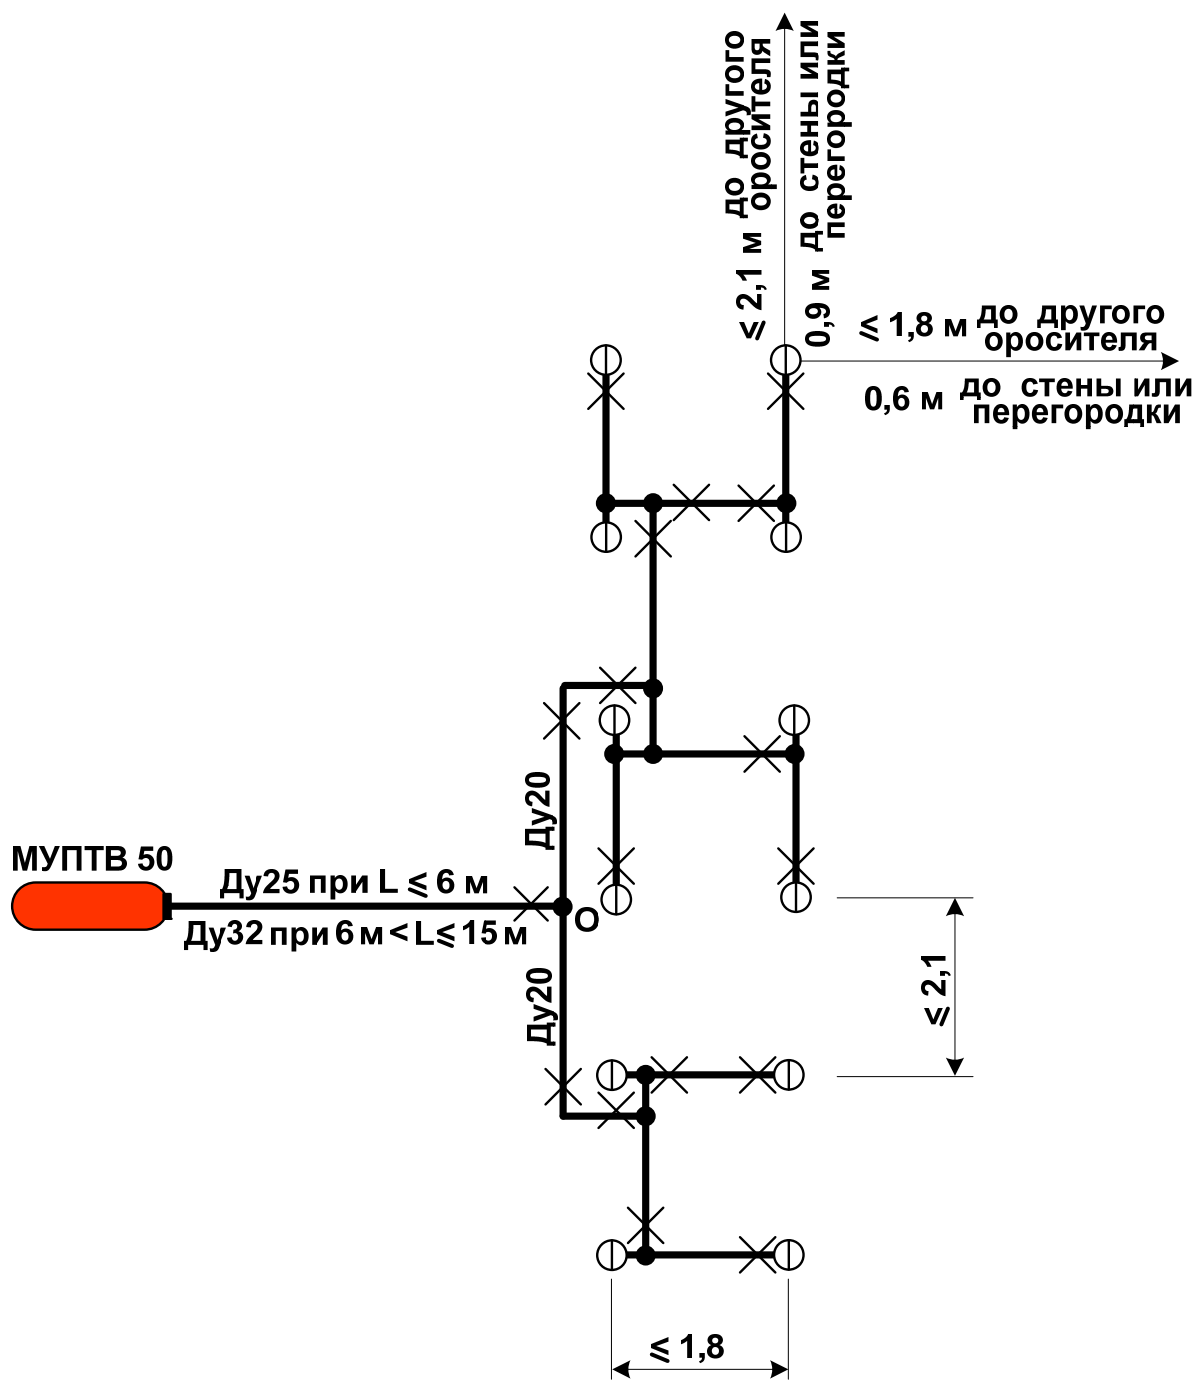 ≤ 2,1 м до другого
оросителя
0,9 м до стены или
перегородки
≤ 1,8 м до другого
оросителя
0,6 м до стены или
перегородки
Ду20
МУПТВ 50
Ду25 при L ≤ 6 м
Ду32 при 6 м < L ≤ 15 м
О
Ду20
≤ 2,1
≤ 1,8